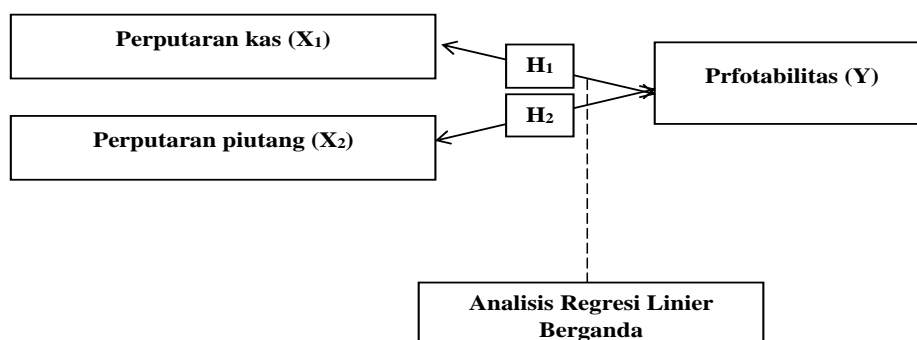 Perputaran kas (X₁)
H₁
Prfotabilitas (Y)
H₂
Perputaran piutang (X₂)
Analisis Regresi Linier
Berganda